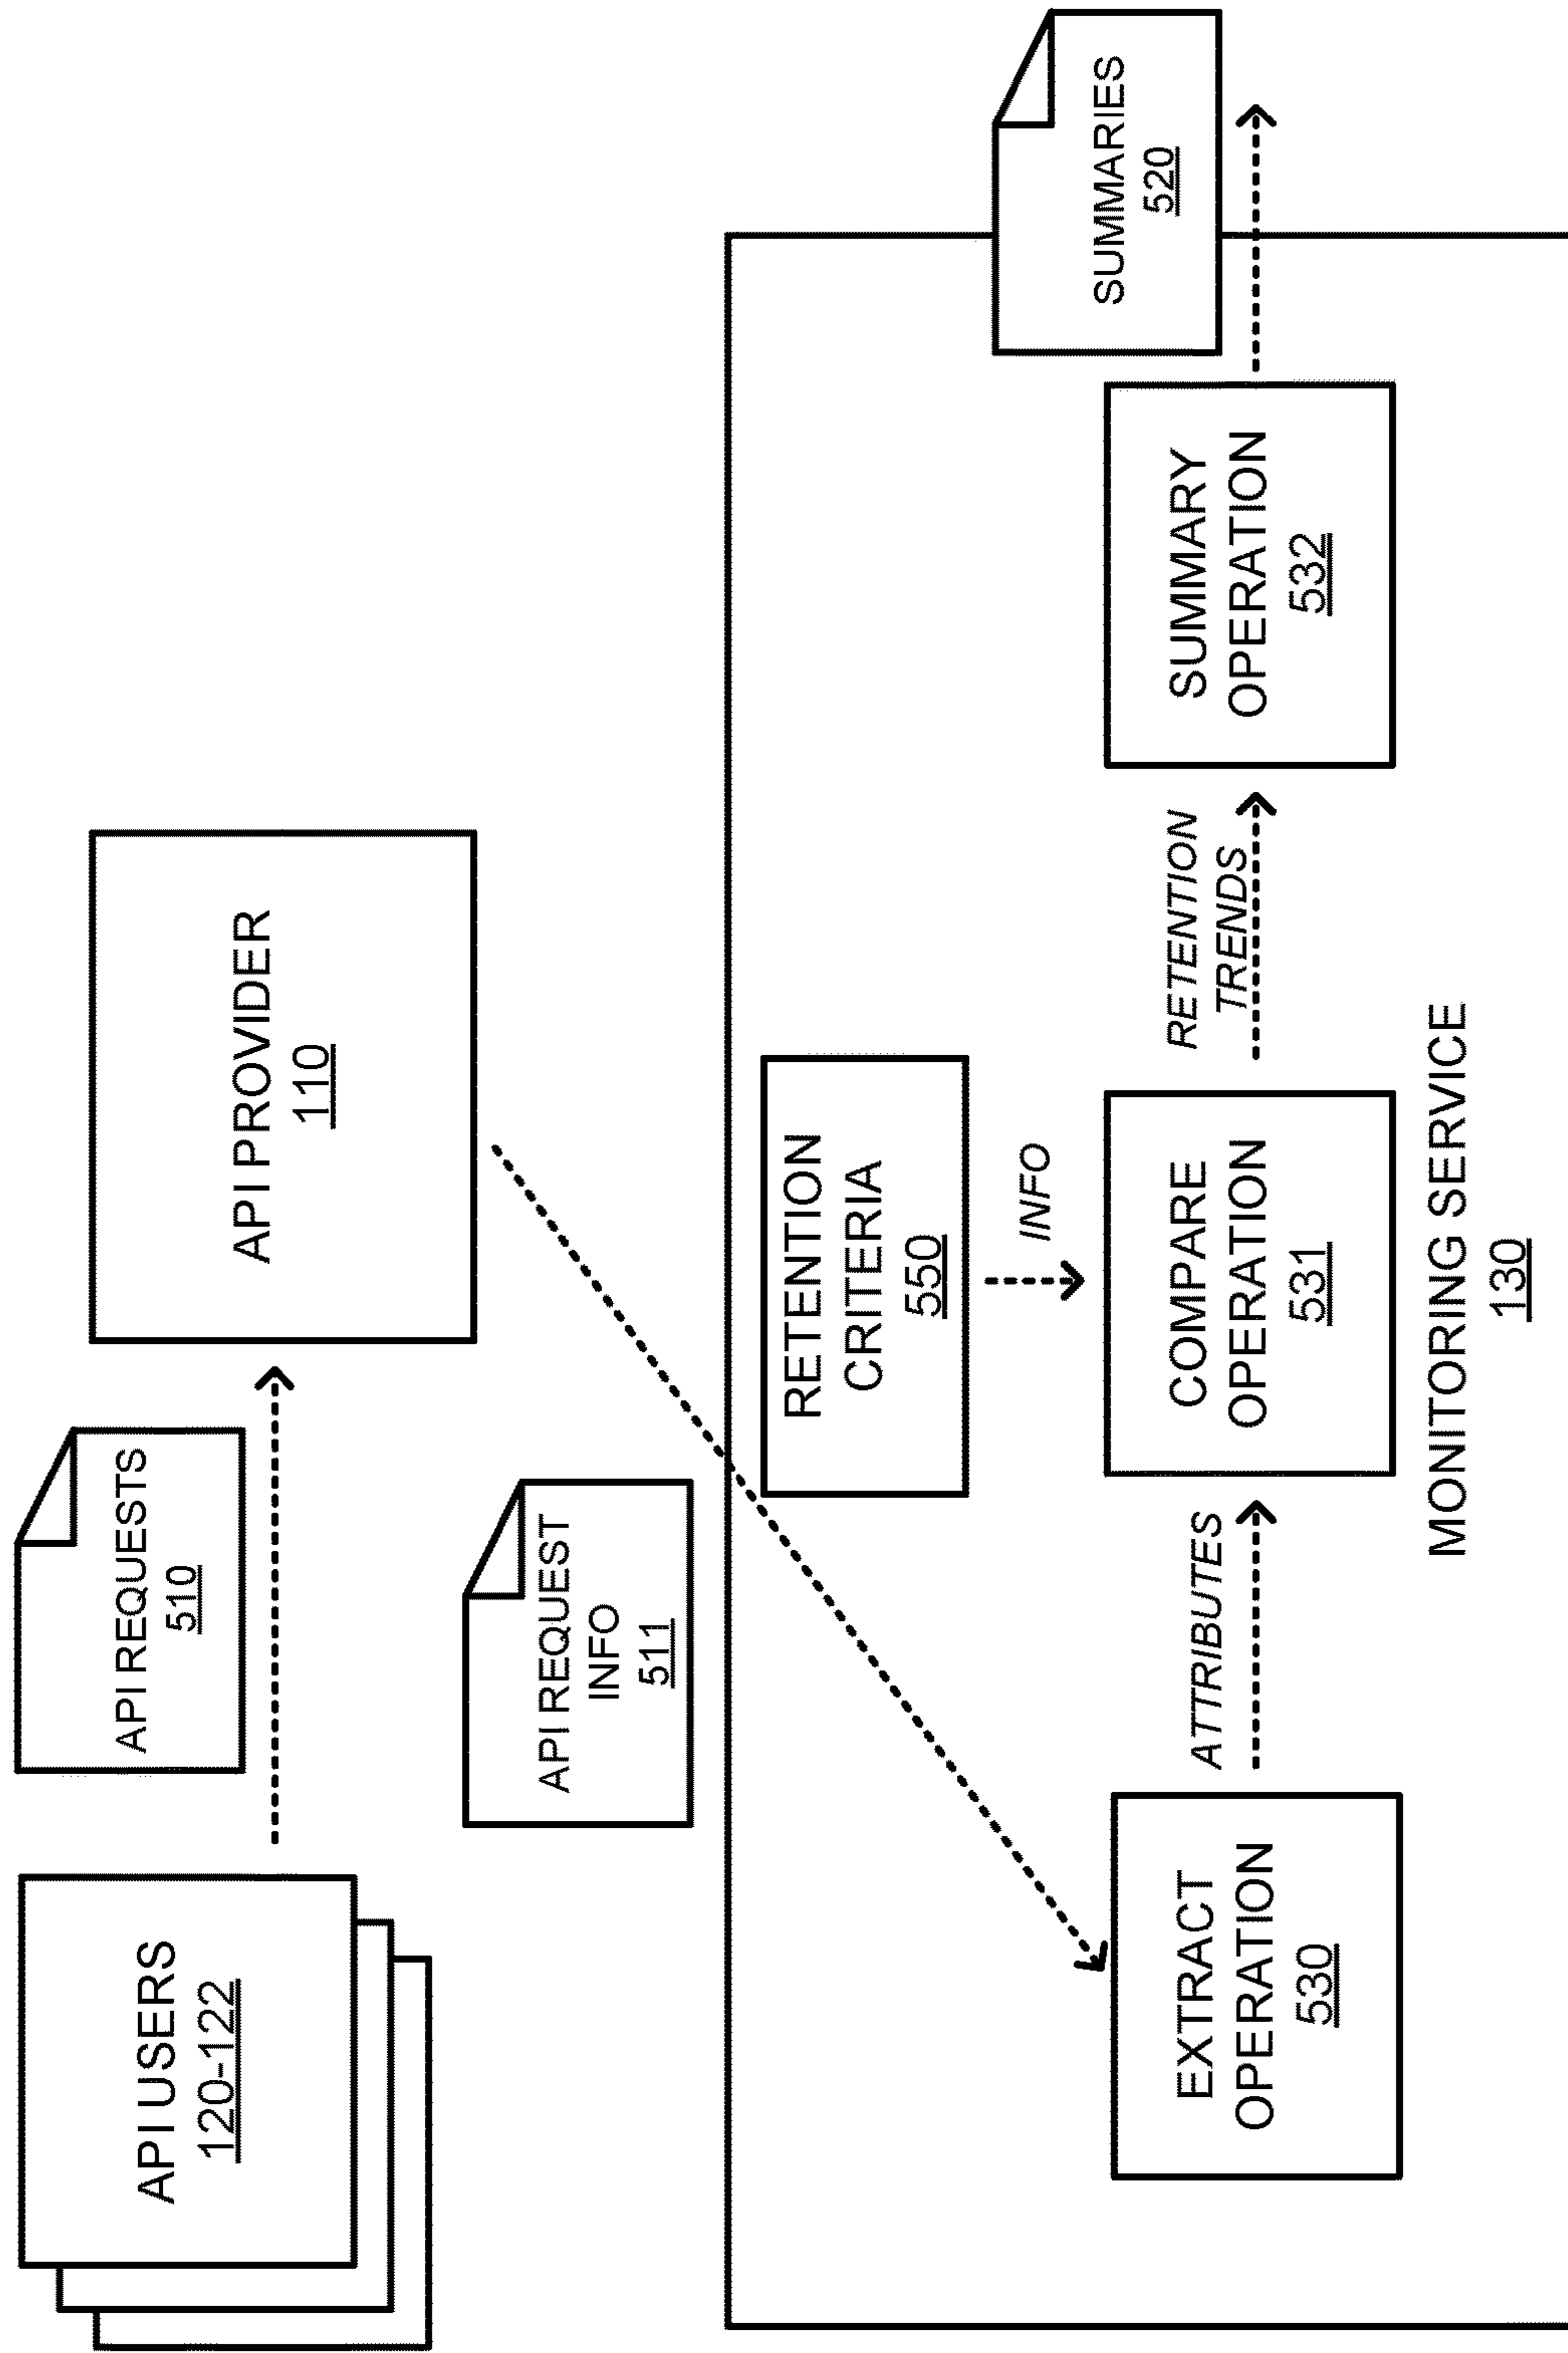 API USERS
120-122
API REQUESTS
510
API PROVIDER
110
API REQUEST
INFO
511
RETENTION
CRITERIA
550
INFO
EXTRACT
OPERATION
530
ATTRIBUTES
COMPARE
OPERATION
531
RETENTION
TRENDS
SUMMARY
OPERATION
532
SUMMARIES
520
MONITORING SERVICE
130